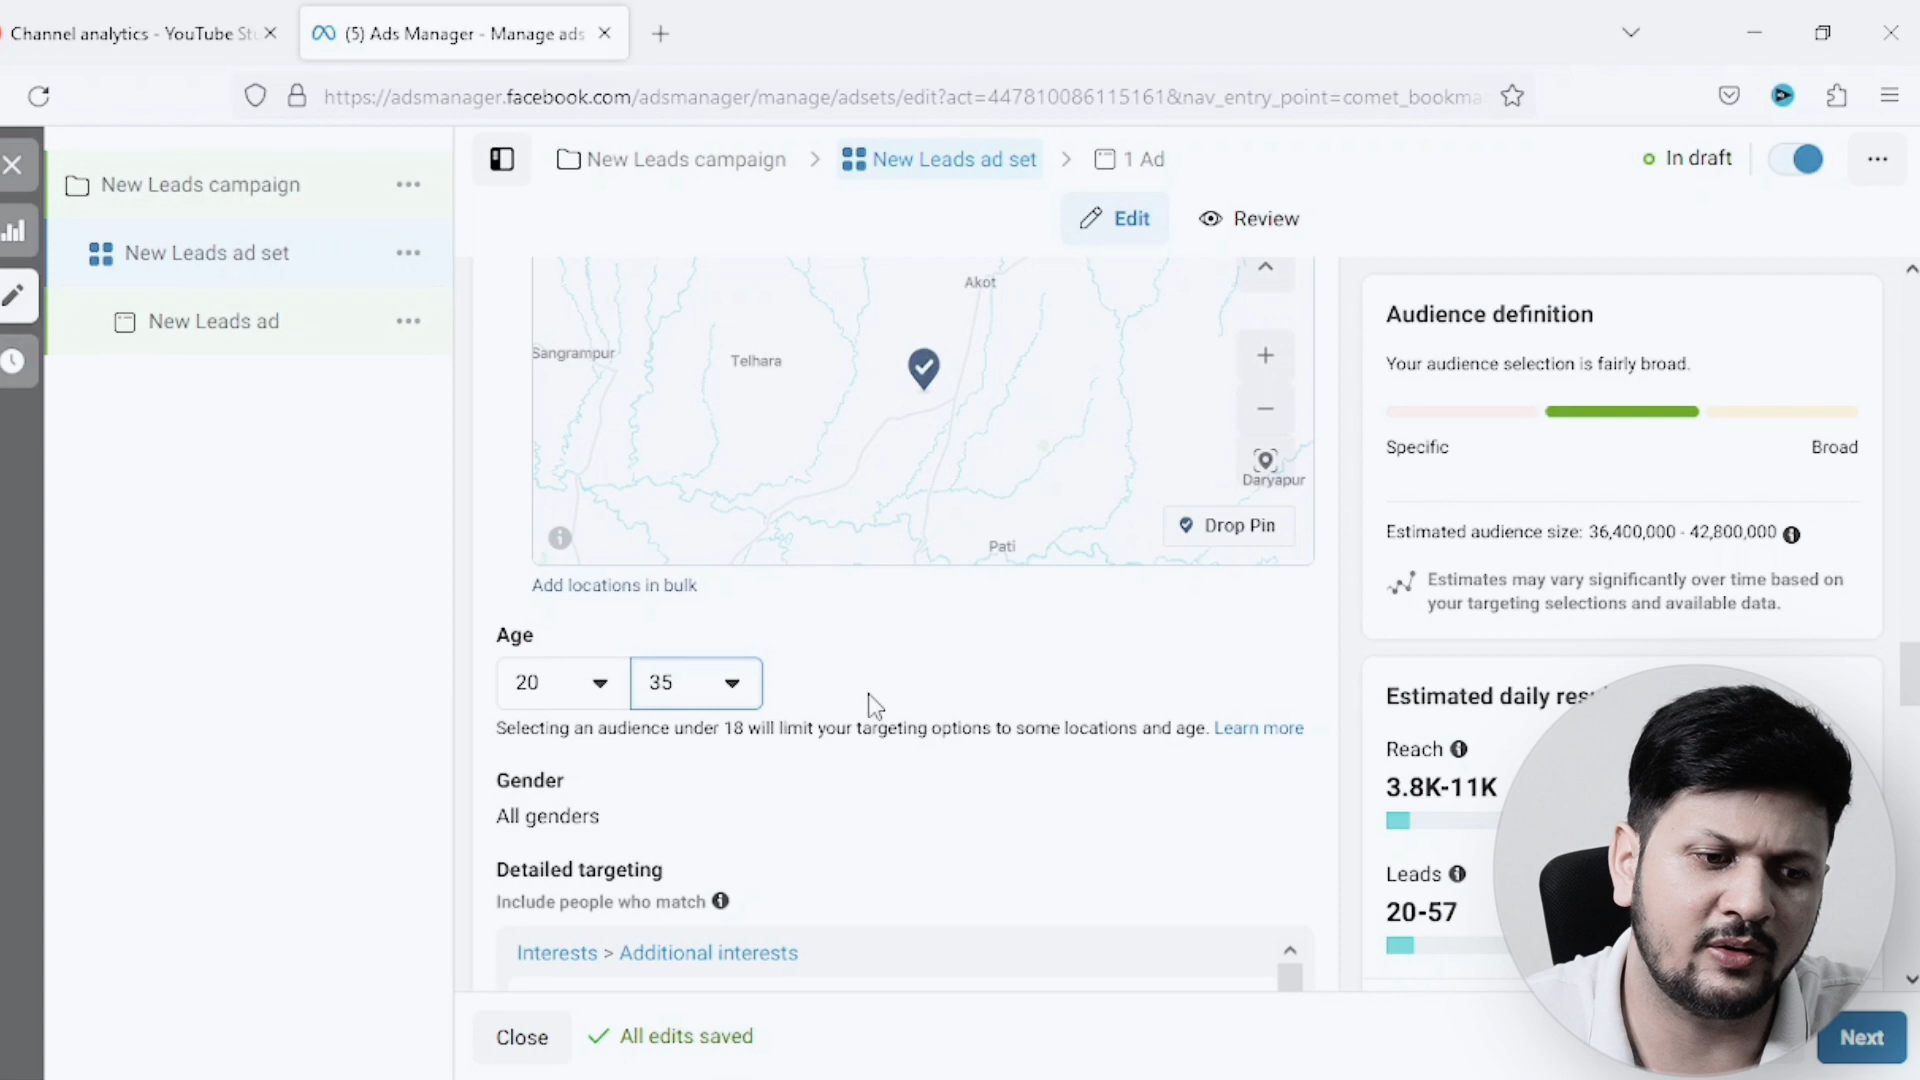 Channel analytics - YouTube Stu
(5) Ads Manager - Manage ads
https://adsmanager.facebook.com/adsmanager/manage/adsets/edit?act=447810086115161&nav_entry_point=comet_bookma
New Leads campaign
New Leads ad set
New Leads ad
New Leads campaign > New Leads ad set > 1 Ad
In draft
Edit
Review
Akot
Sangrampur
Telhara
Daryapur
Drop Pin
Pati
Add locations in bulk
Age
20
35
Selecting an audience under 18 will limit your targeting options to some locations and age. Learn more
Gender
All genders
Detailed targeting
Include people who match
Interests > Additional interests
Close
All edits saved
Audience definition
Your audience selection is fairly broad.
Specific
Broad
Estimated audience size: 36,400,000 - 42,800,000
Estimates may vary significantly over time based on
your targeting selections and available data.
Estimated daily res
Reach
3.8K-11K
Leads
20-57
Next